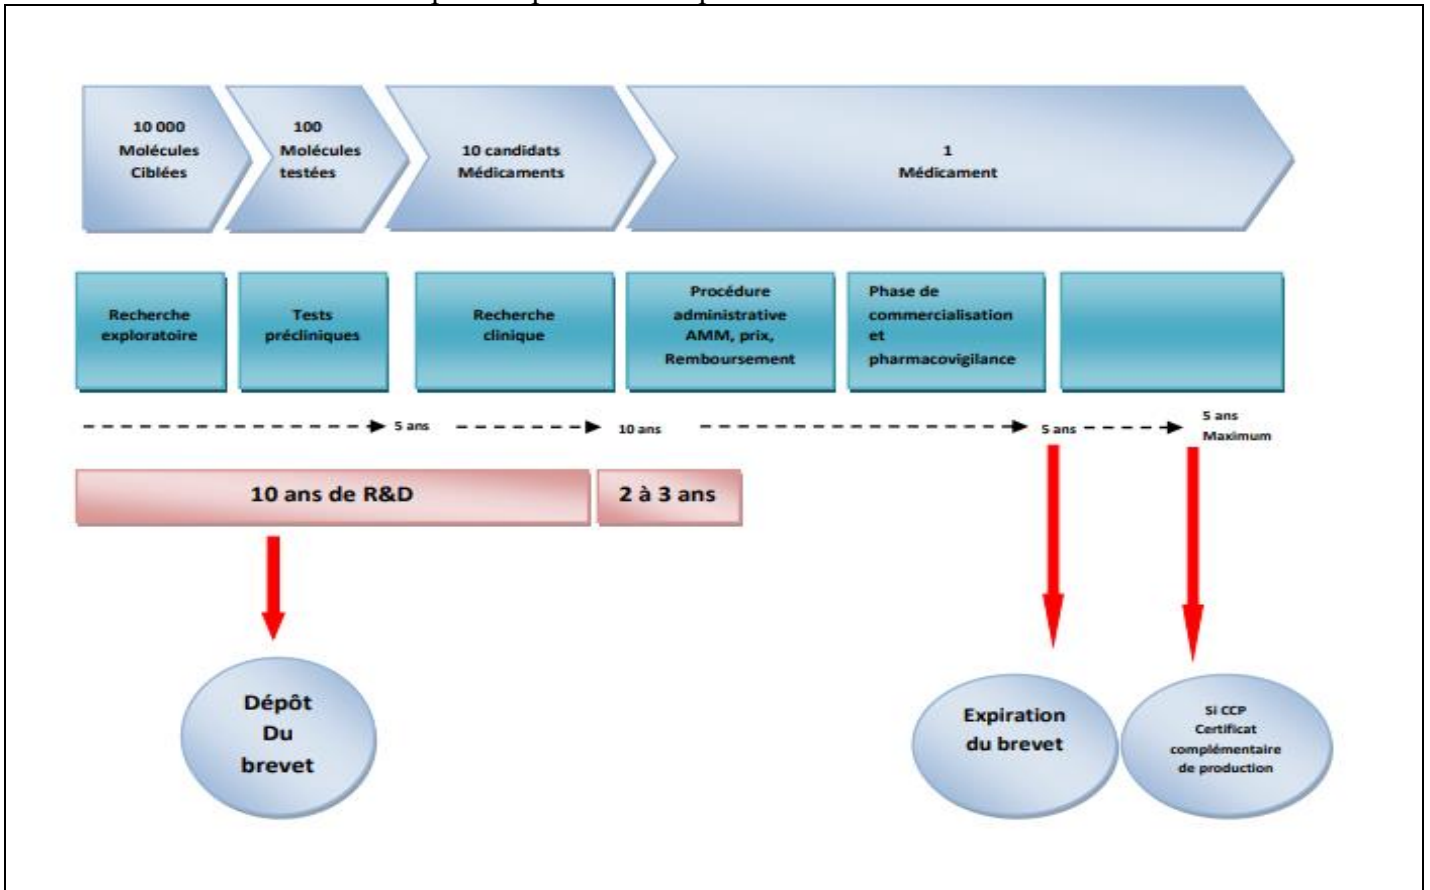 10 000
Molécules
Ciblées
100
Molécules
testées
10 candidats
Médicaments
1
Médicament
Recherche
exploratoire
Tests
précliniques
Recherche
clinique
Procédure
administrative
AMM, prix,
Remboursement
Phase de
commercialisation
et
pharmacovigilance
5 ans
10 ans
5 ans
5 ans
Maximum
10 ans de R&D
2 à 3 ans
Dépôt
Du
brevet
Expiration
du brevet
Si CCP
Certificat
complémentaire
de production